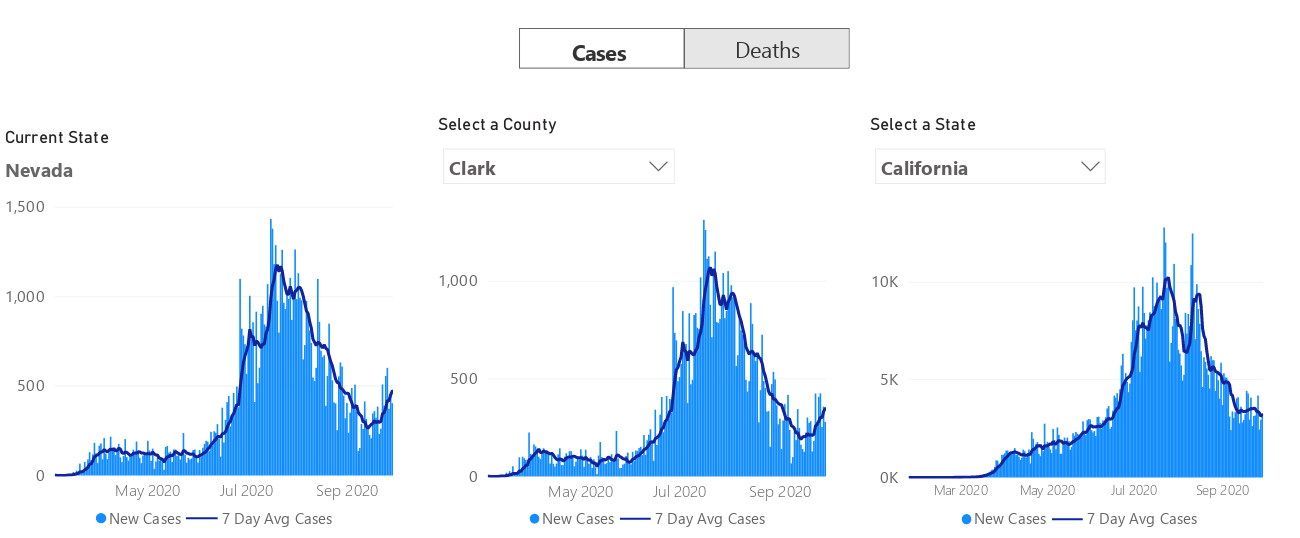 Cases
Deaths
Current State
Nevada
1,500
1,000
500
0
May 2020
Jul 2020
Sep 2020
New Cases
7 Day Avg Cases
Select a County
Clark
1,000
500
0
May 2020
Jul 2020
Sep 2020
New Cases
7 Day Avg Cases
Select a State
California
10K
5K
0K
Mar 2020
May 2020
Jul 2020
Sep 2020
New Cases
7 Day Avg Cases